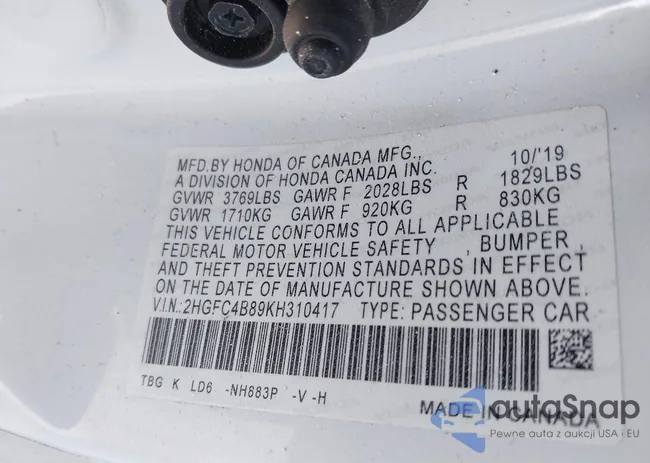 MFD.BY HONDA OF CANADA MFG., 10/'19
A DIVISION OF HONDA CANADA INC.
GVWR 3769LBS GAWR F 2028LBS R 1829LBS
GVWR 1710KG GAWR F 920KG R 830KG
THIS VEHICLE CONFORMS TO ALL APPLICABLE
FEDERAL MOTOR VEHICLE SAFETY , BUMPER ,
AND THEFT PREVENTION STANDARDS IN EFFECT
ON THE DATE OF MANUFACTURE SHOWN ABOVE.
V.I.N.:2HGFC4B89KH310417 TYPE: PASSENGER CAR
TBG K LD6 -NH883P -V -H
MADE IN CANADA
autoSnap
Pewne auta z aukcji USA i EU